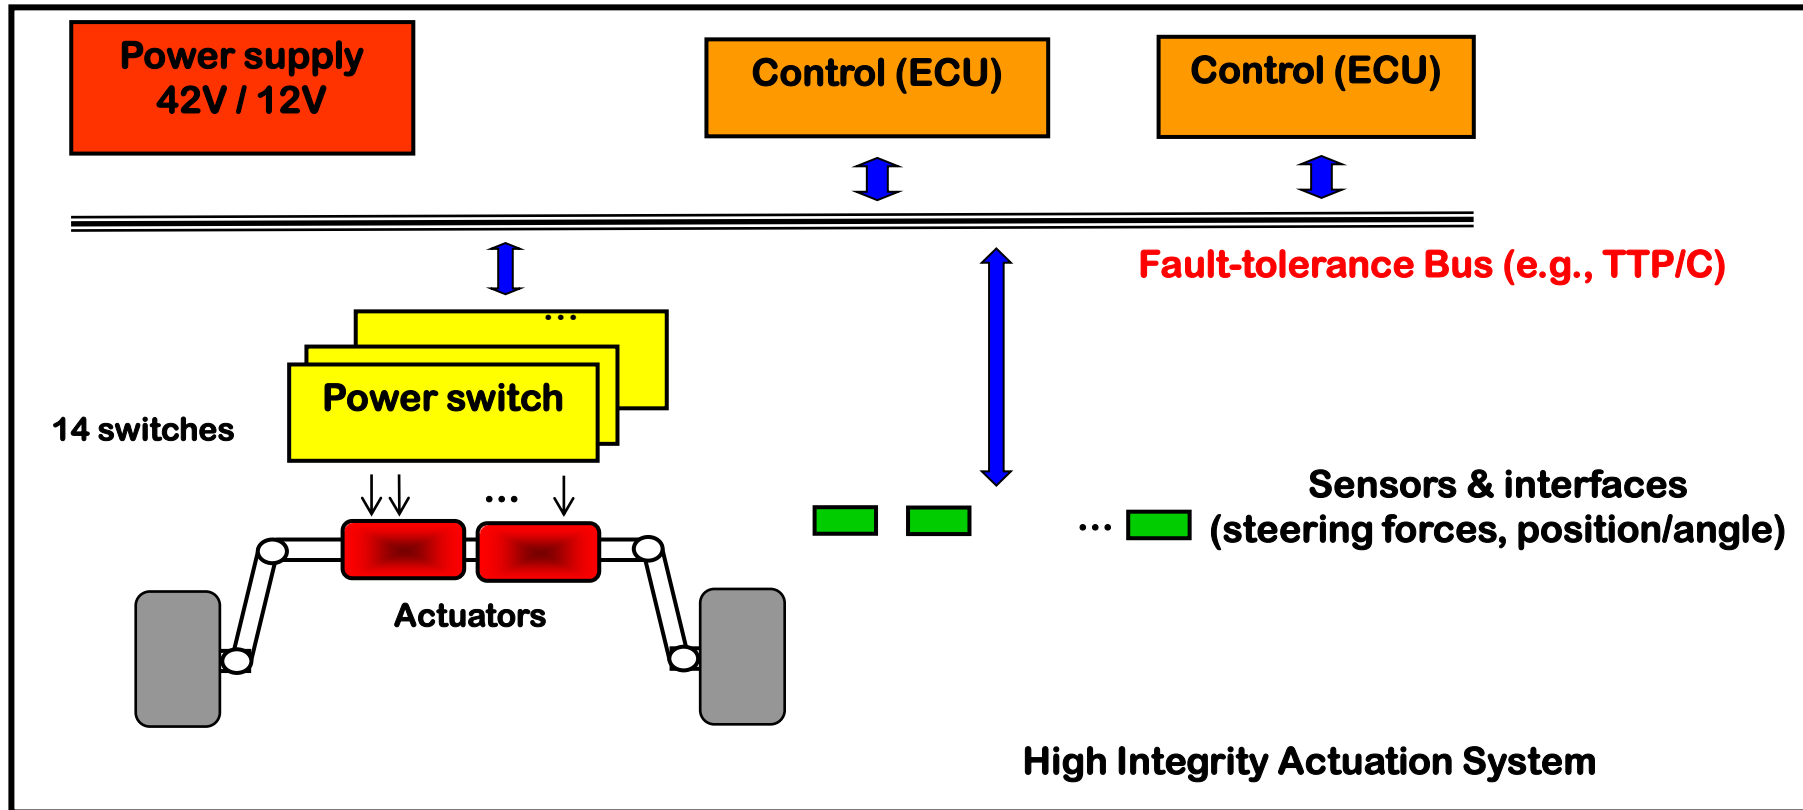 Power supply
42V / 12V
Control (ECU)
Control (ECU)
Fault-tolerance Bus (e.g., TTP/C)
...
Power switch
14 switches
...
Sensors & interfaces
... (steering forces, position/angle)
Actuators
High Integrity Actuation System